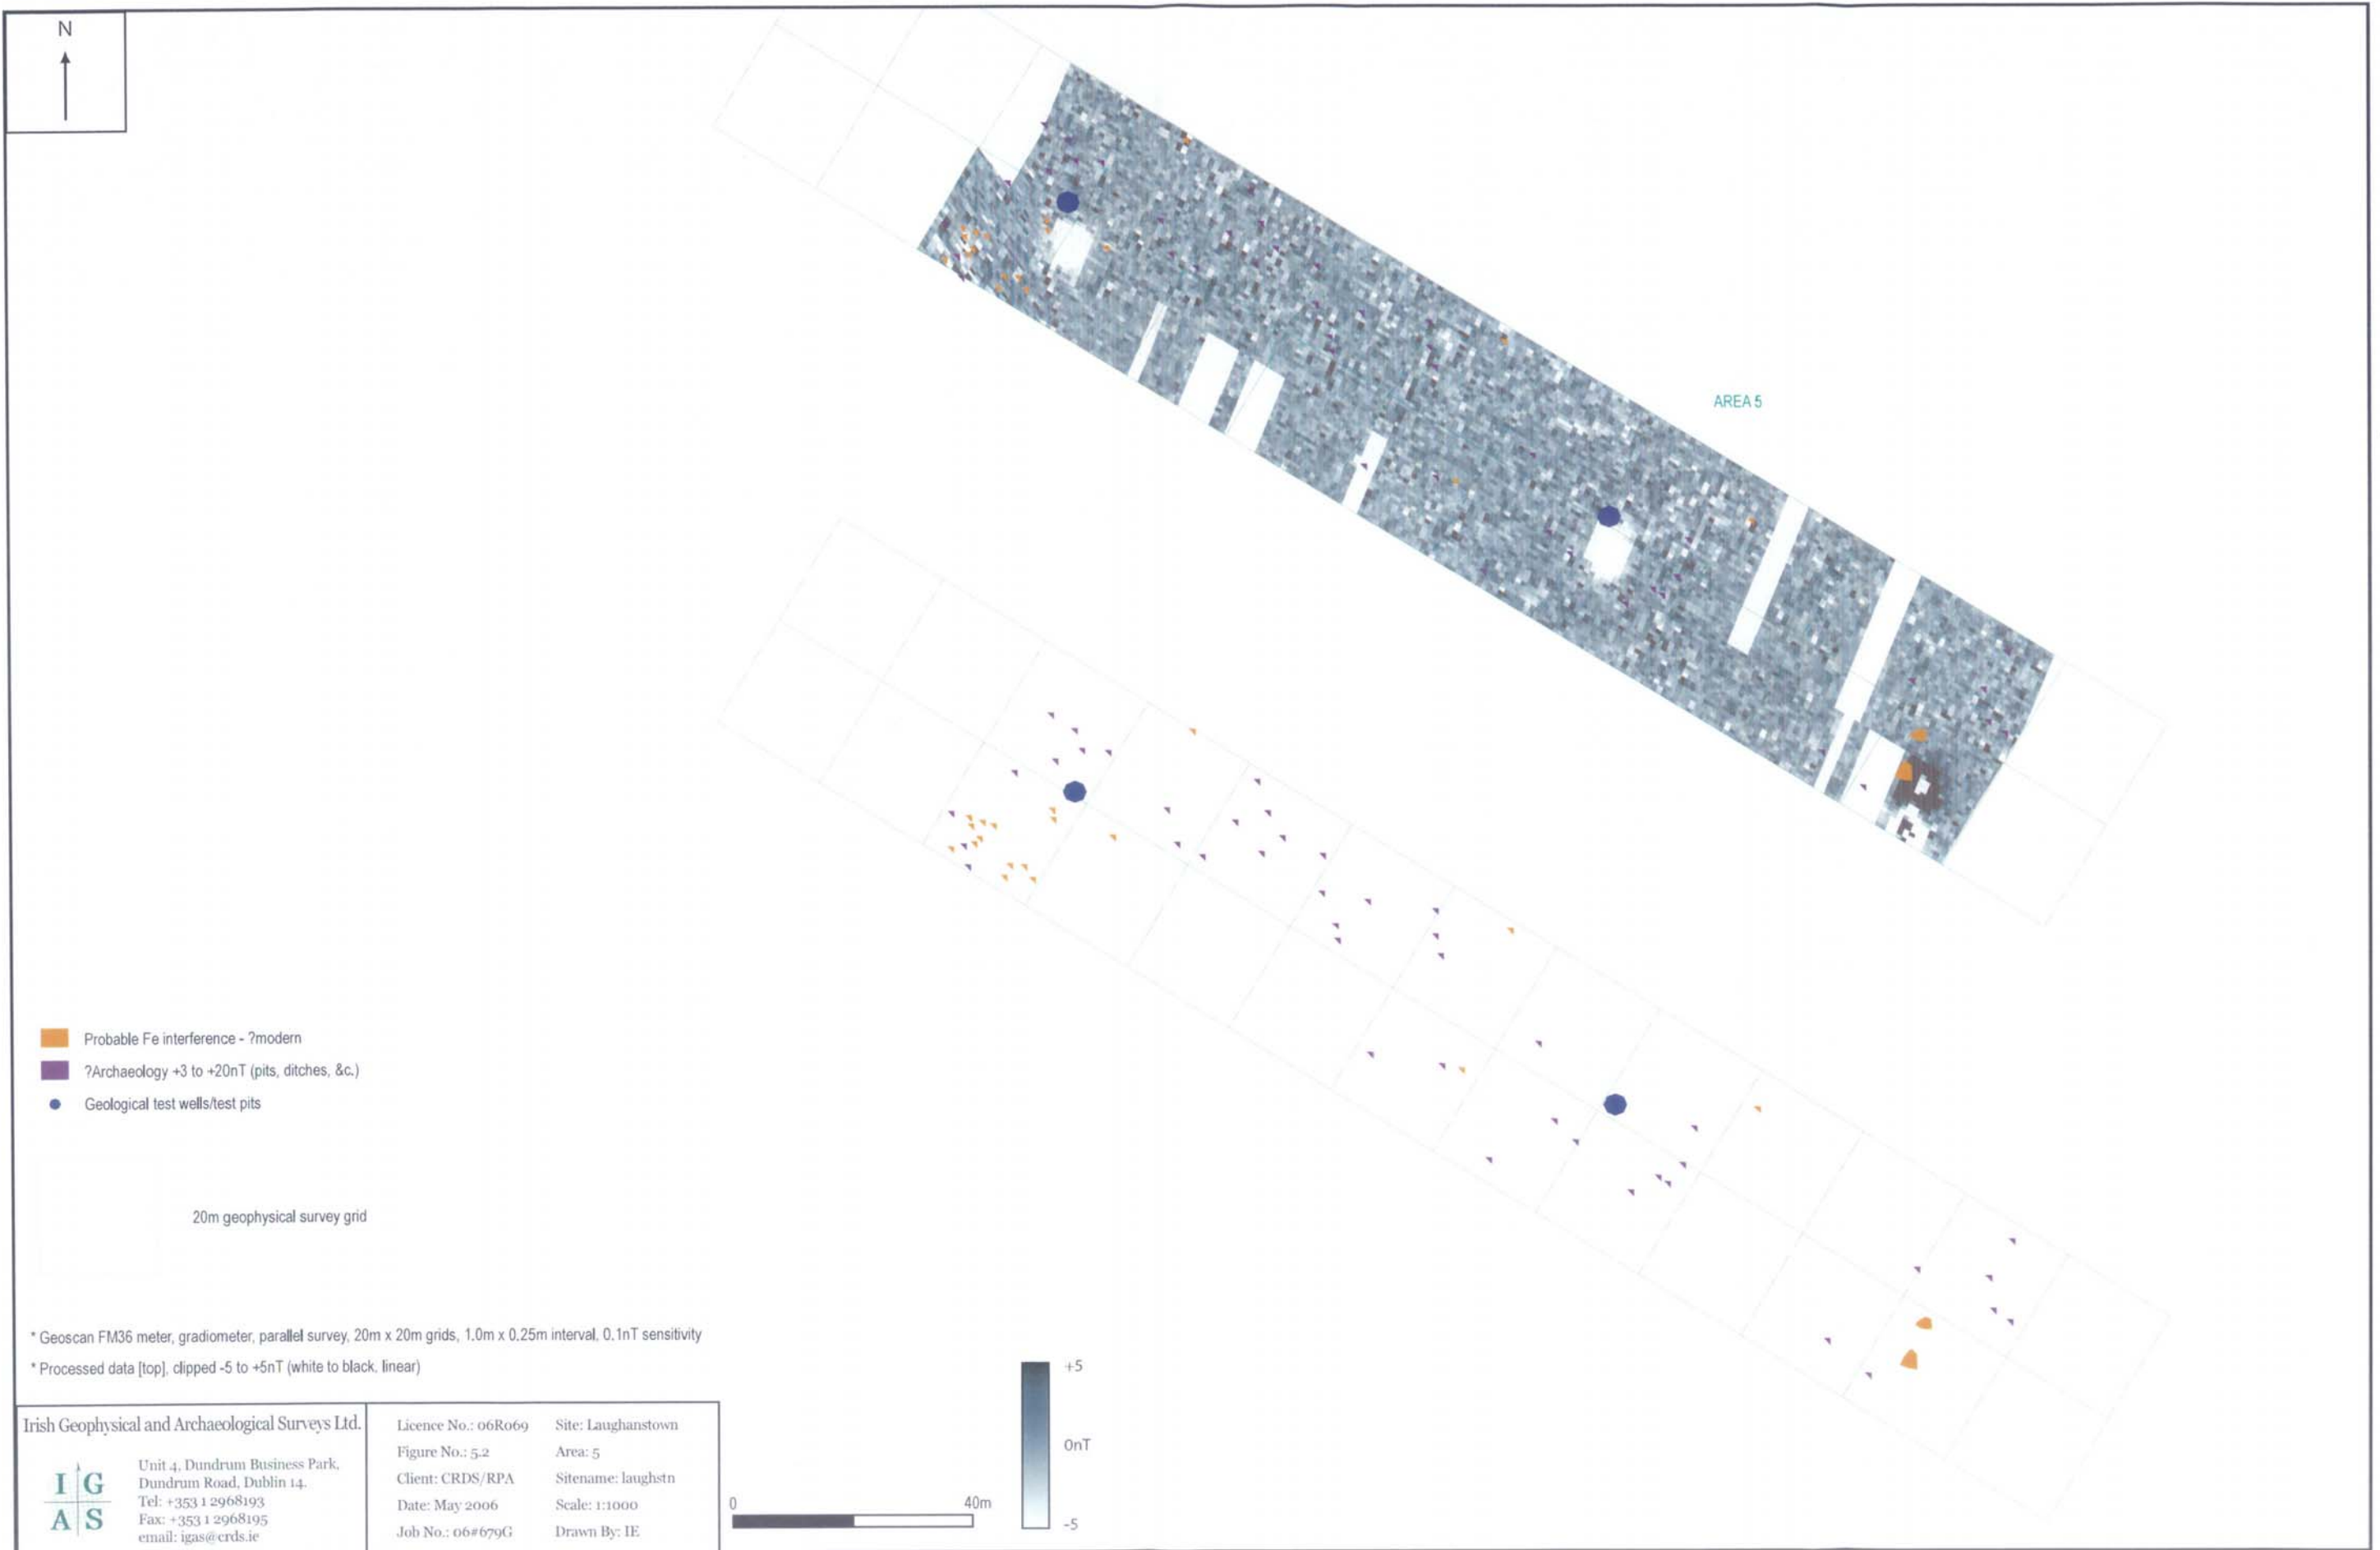 N
AREA 5
Probable Fe interference - ?modern
?Archaeology +3 to +20nT (pits, ditches, &c.)
Geological test wells/test pits
20m geophysical survey grid
* Geoscan FM36 meter, gradiometer, parallel survey, 20m x 20m grids, 1.0m x 0.25m interval, 0.1nT sensitivity
* Processed data [top], clipped -5 to +5nT (white to black, linear)
Irish Geophysical and Archaeological Surveys Ltd.
I G
A S
Unit 4, Dundrum Business Park,
Dundrum Road, Dublin 14.
Tel: +353 1 2968193
Fax: +353 1 2968195
email: igas@crds.ie
Licence No.: 06R069
Figure No.: 5.2
Client: CRDS/RPA
Date: May 2006
Job No.: 06#679G
Site: Laughanstown
Area: 5
Sitename: laughstn
Scale: 1:1000
Drawn By: IE
0 40m
+5
0nT
-5